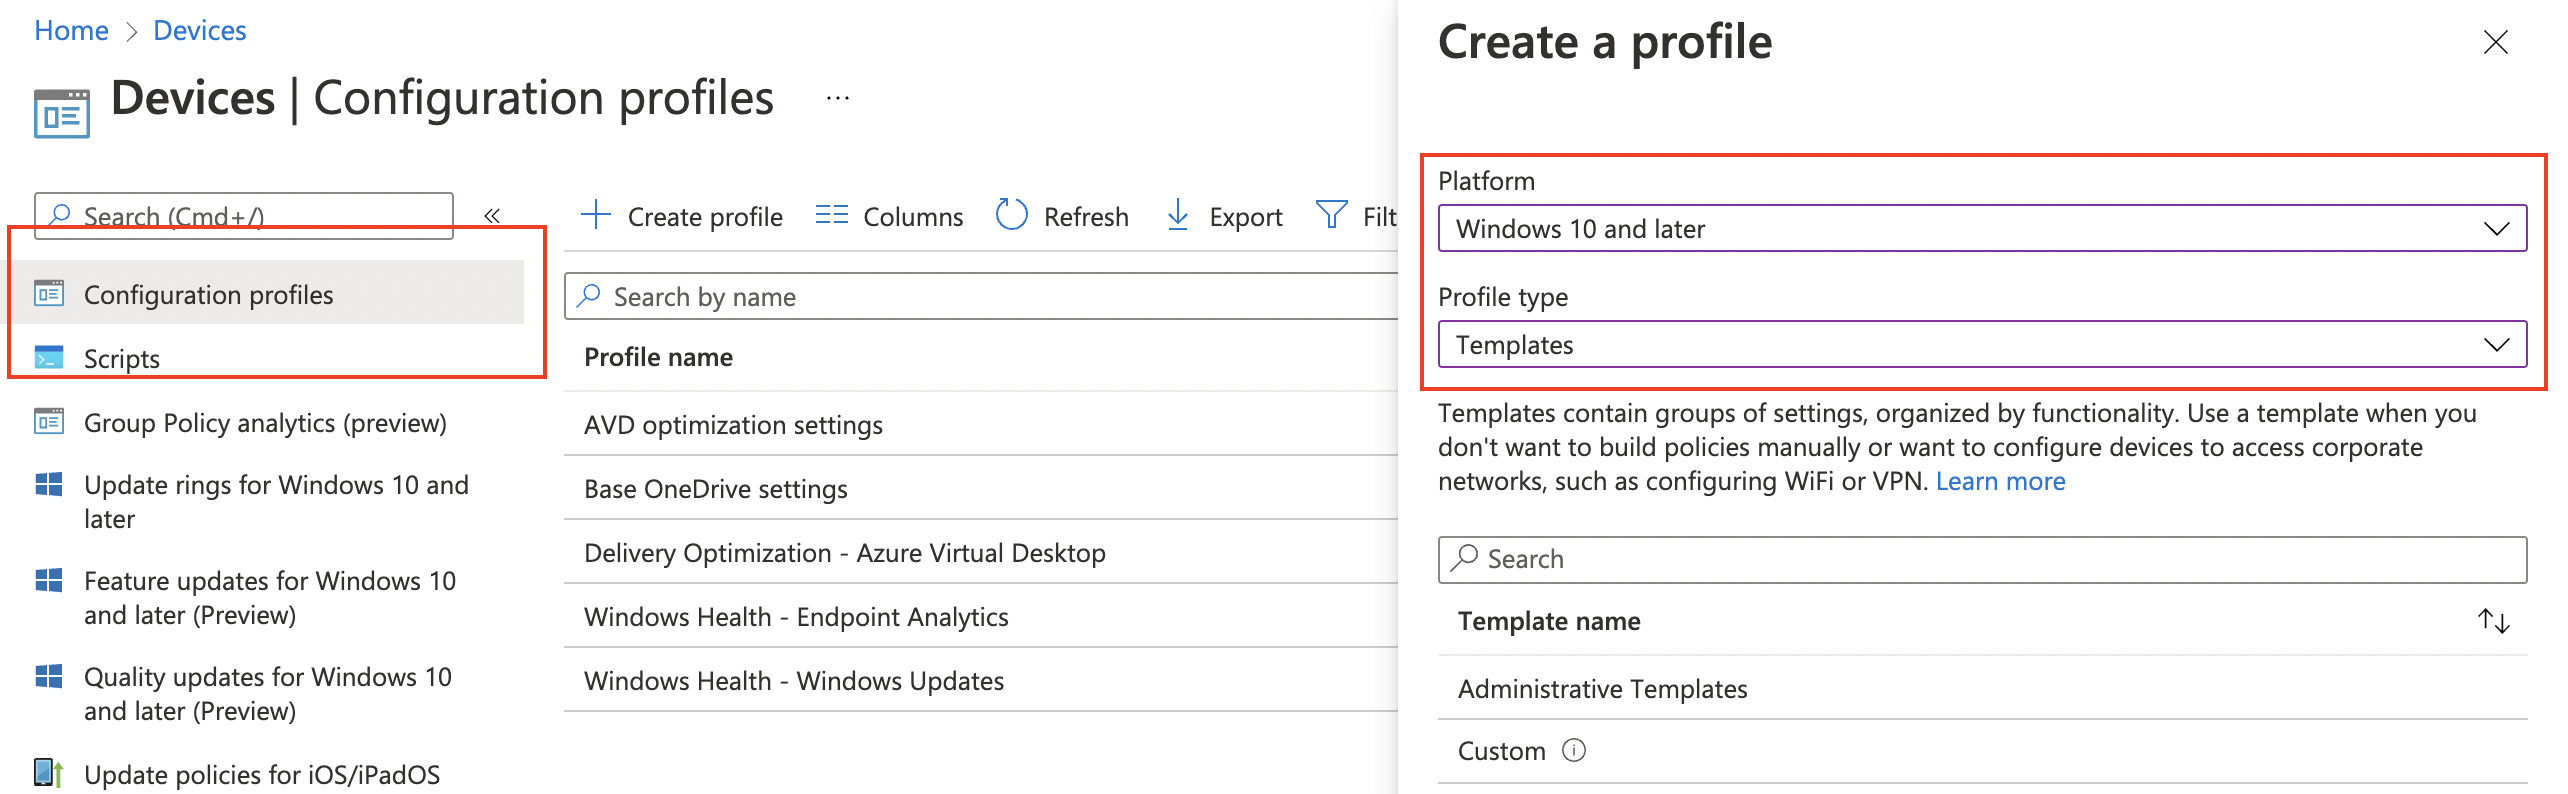 Home > Devices
Devices | Configuration profiles ...
Search (Cmd+/)
«
Configuration profiles
Scripts
Group Policy analytics (preview)
Update rings for Windows 10 and
later
Feature updates for Windows 10
and later (Preview)
Quality updates for Windows 10
and later (Preview)
Update policies for iOS/iPadOS
Create profile
Columns
Refresh
Export
Filt
Search by name
Profile name
AVD optimization settings
Base OneDrive settings
Delivery Optimization - Azure Virtual Desktop
Windows Health - Endpoint Analytics
Windows Health - Windows Updates
Create a profile
Platform
Windows 10 and later
Profile type
Templates
Templates contain groups of settings, organized by functionality. Use a template when you
don't want to build policies manually or want to configure devices to access corporate
networks, such as configuring WiFi or VPN. Learn more
Search
Template name
Administrative Templates
Custom